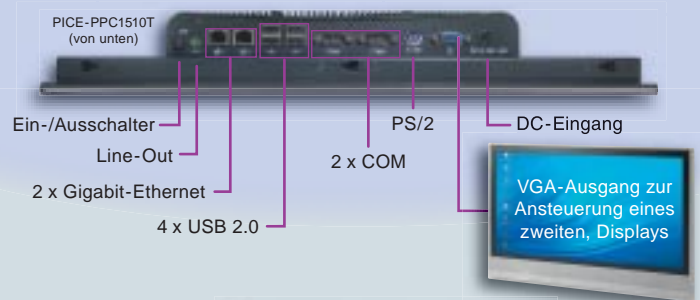 PICE-PPC1510T
(von unten)
Ein-/Ausschalter
Line-Out
2 x Gigabit-Ethernet
4 x USB 2.0
2 x COM
PS/2
DC-Eingang
VGA-Ausgang zur
Ansteuerung eines
zweiten, Displays